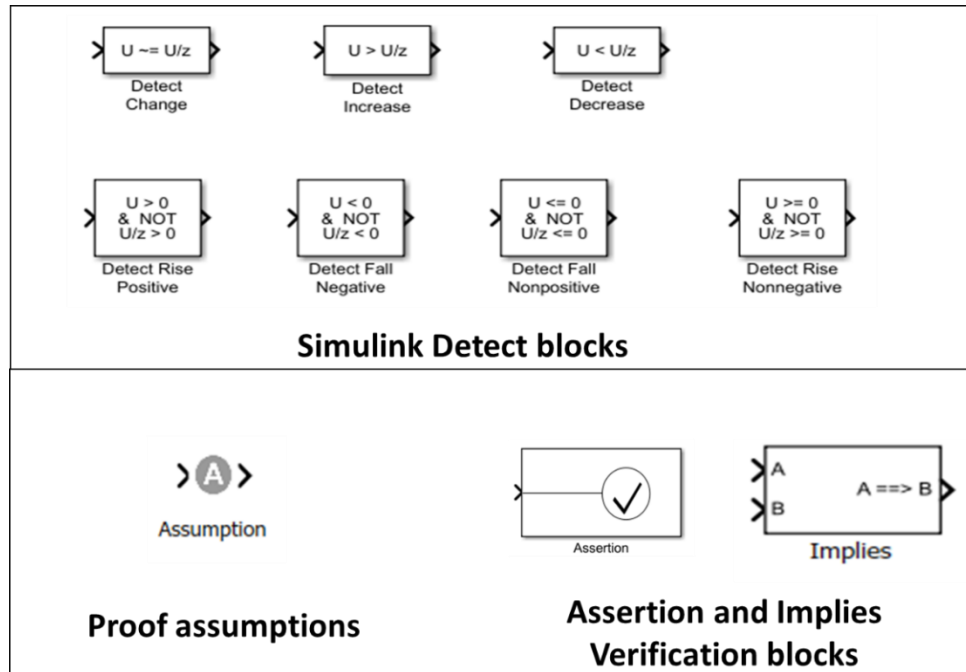 U ~= U/z
Detect
Change
U > U/z
Detect
Increase
U < U/z
Detect
Decrease
U > 0
& NOT
U/z > 0
Detect Rise
Positive
U < 0
& NOT
U/z < 0
Detect Fall
Negative
U <= 0
& NOT
U/z <= 0
Detect Fall
Nonpositive
U >= 0
& NOT
U/z >= 0
Detect Rise
Nonnegative
Simulink Detect blocks
A
Assumption
Proof assumptions
Assertion
A
B
A ==> B
Implies
Assertion and Implies
Verification blocks